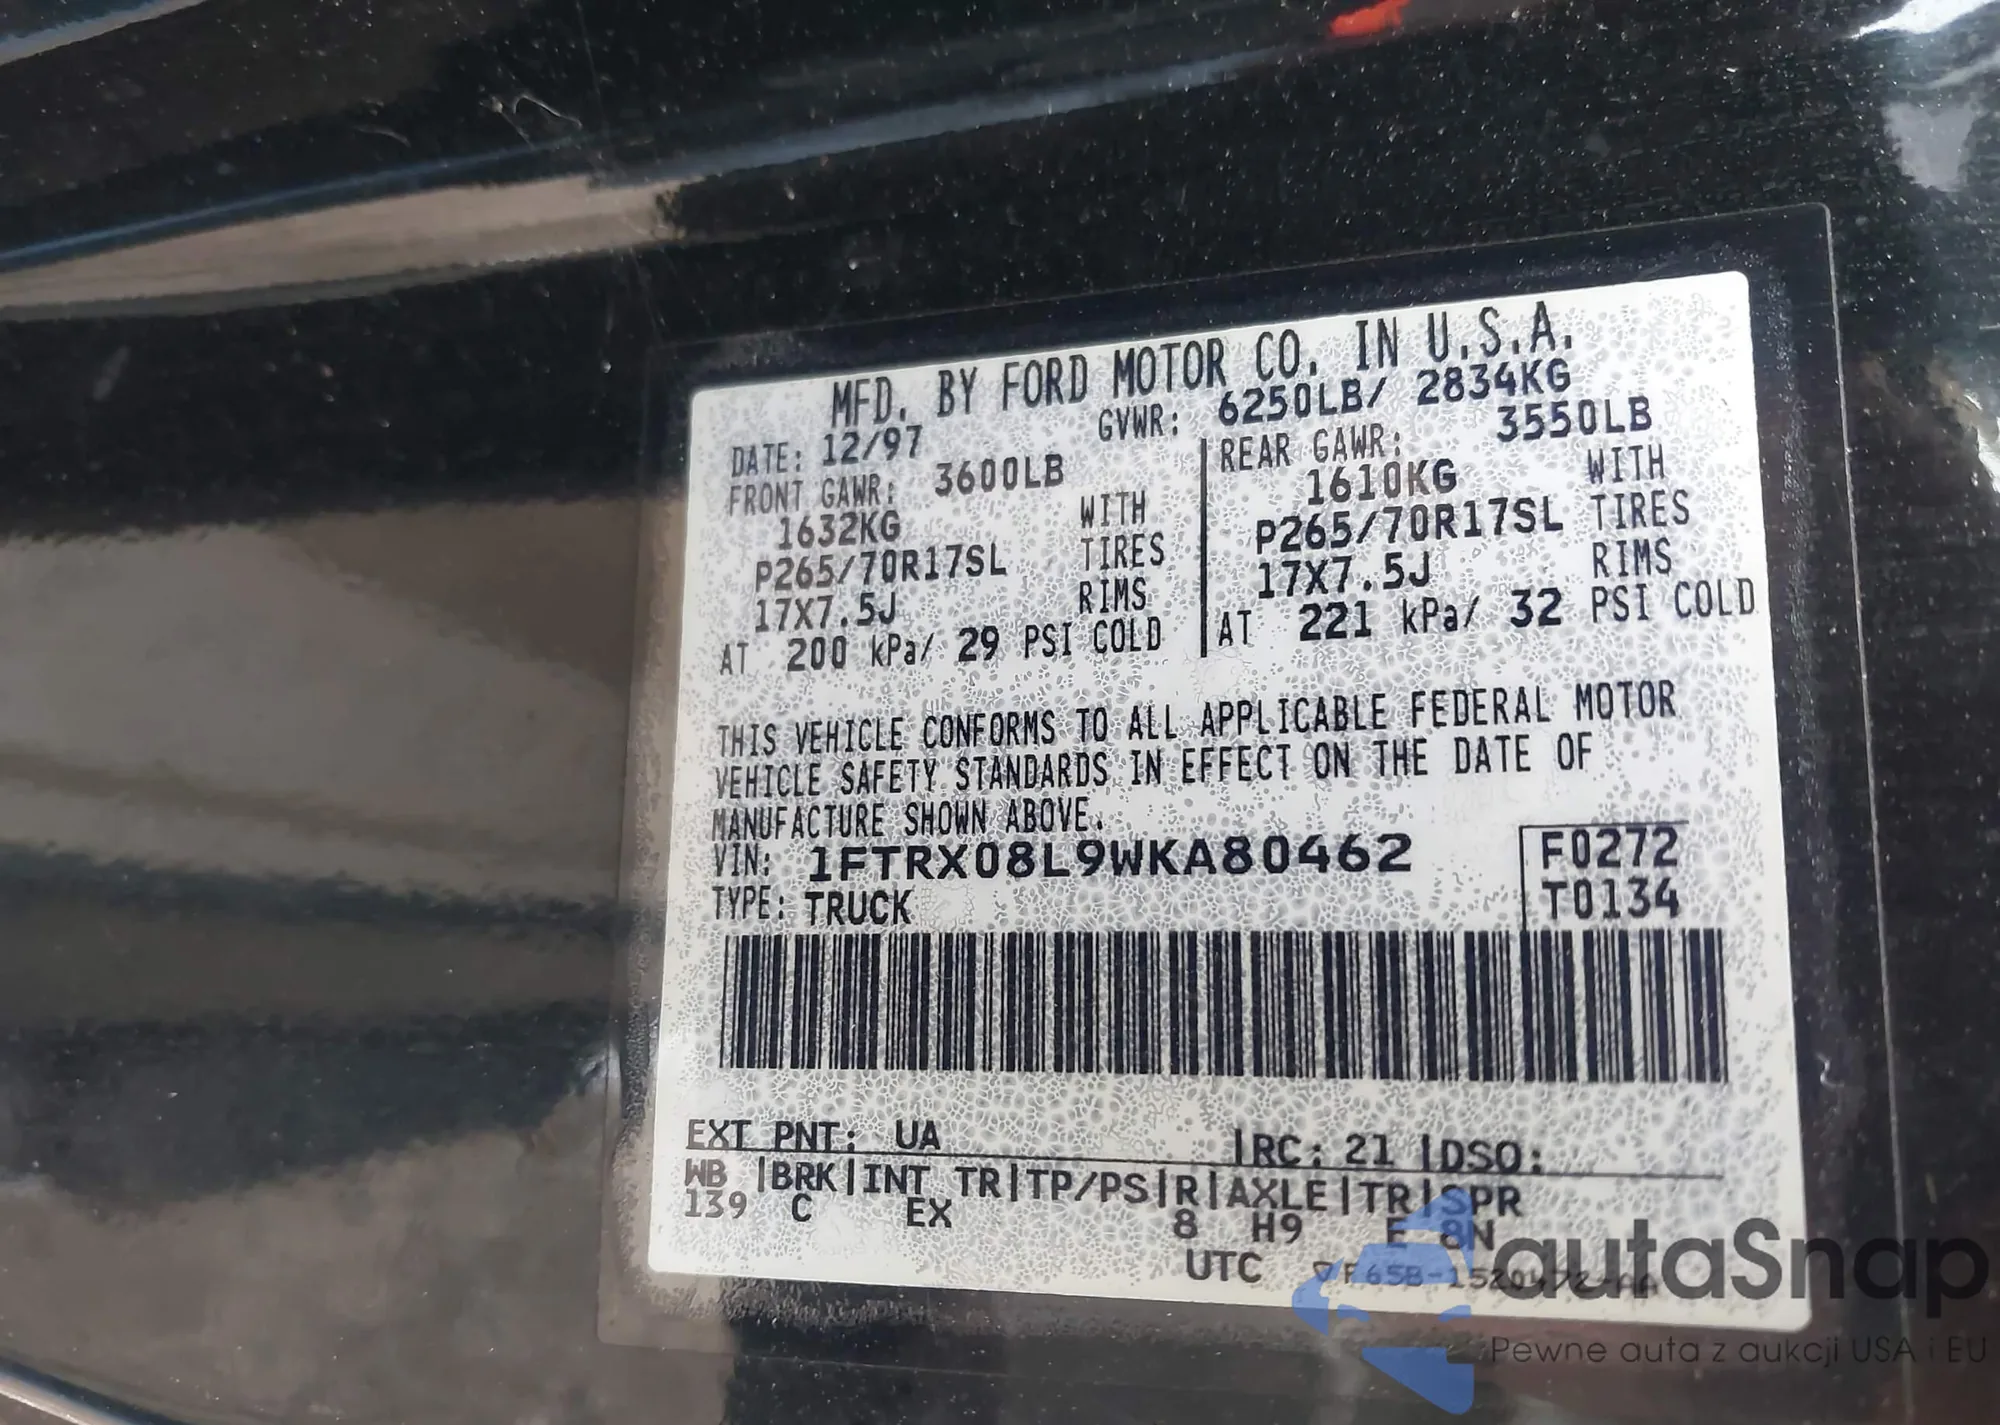 MFD. BY FORD MOTOR CO. IN U.S.A.
DATE: 12/97 GVWR: 6250LB/ 2834KG
FRONT GAWR: 3600LB REAR GAWR: 3550LB
1632KG WITH 1610KG WITH
P265/70R17SL TIRES P265/70R17SL TIRES
17X7.5J RIMS 17X7.5J RIMS
AT 200 kPa/ 29 PSI COLD AT 221 kPa/ 32 PSI COLD
THIS VEHICLE CONFORMS TO ALL APPLICABLE FEDERAL MOTOR
VEHICLE SAFETY STANDARDS IN EFFECT ON THE DATE OF
MANUFACTURE SHOWN ABOVE.
VIN: 1FTRX08L9WKA80462 F0272
TYPE: TRUCK T0134
EXT PNT: UA |RC: 21 |DSO:
WB |BRK|INT TR|TP/PS|R|AXLE|TR|SPR
139 C EX 8 H9 E 8N
UTC ▽F65B-1520472-AA
autaSnap
Pewne auta z aukcji USA i EU